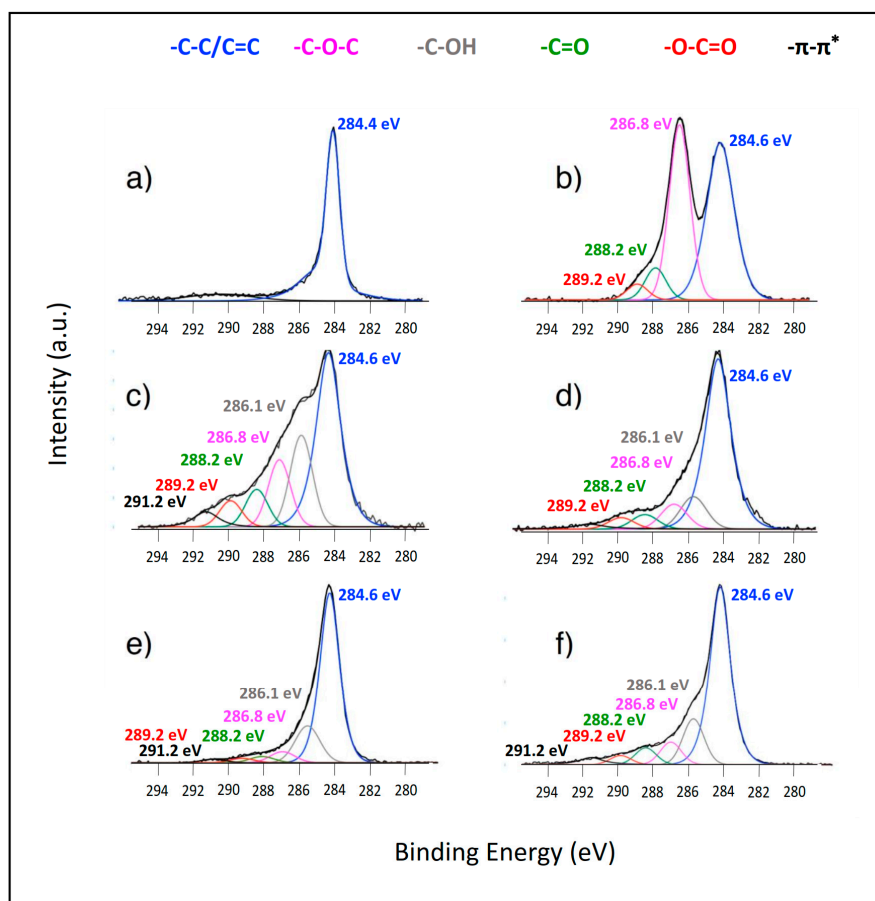 -C-C/C=C -C-O-C -C-OH -C=O -O-C=O -π-π*
Intensity (a.u.)
a)
284.4 eV
294 292 290 288 286 284 282 280
b)
286.8 eV
284.6 eV
288.2 eV
289.2 eV
294 292 290 288 286 284 282 280
c)
284.6 eV
286.1 eV
286.8 eV
288.2 eV
289.2 eV
291.2 eV
294 292 290 288 286 284 282 280
d)
284.6 eV
286.1 eV
286.8 eV
288.2 eV
289.2 eV
294 292 290 288 286 284 282 280
e)
284.6 eV
286.1 eV
286.8 eV
289.2 eV 288.2 eV
291.2 eV
294 292 290 288 286 284 282 280
f)
284.6 eV
286.1 eV
286.8 eV
288.2 eV
289.2 eV
291.2 eV
294 292 290 288 286 284 282 280
Binding Energy (eV)